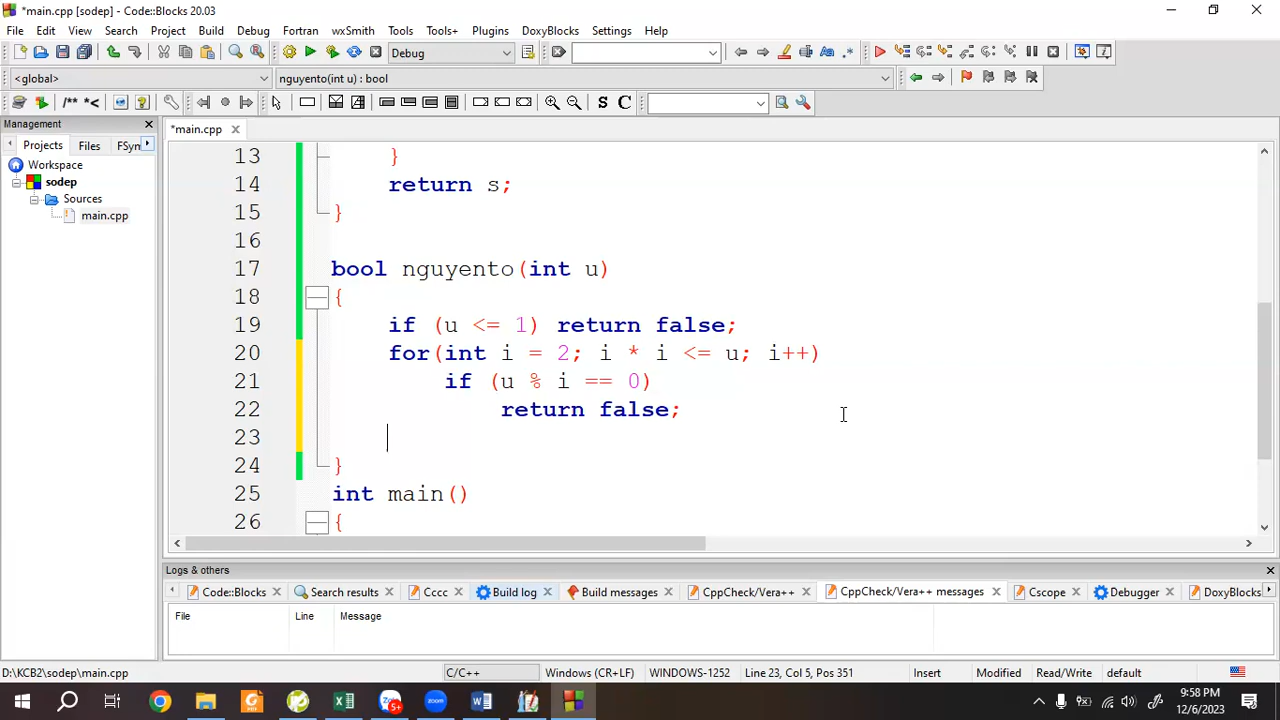 *main.cpp [sodep] - Code::Blocks 20.03
File Edit View Search Project Build Debug Fortran wxSmith Tools Tools+ Plugins DoxyBlocks Settings Help
Debug
<global> nguyento(int u) : bool
/** *< S C
Management
Projects Files FSyn
Workspace
sodep
Sources
main.cpp
*main.cpp
13 }
14 return s;
15 }
16
17 bool nguyento(int u)
18 {
19 if (u <= 1) return false;
20 for(int i = 2; i * i <= u; i++)
21 if (u % i == 0)
22 return false;
23
24 }
25 int main()
26 {
Logs & others
Code::Blocks Search results Cccc Build log Build messages CppCheck/Vera++ CppCheck/Vera++ messages Cscope Debugger DoxyBlocks
File Line Message
D:\KCB2\sodep\main.cpp C/C++ Windows (CR+LF) WINDOWS-1252 Line 23, Col 5, Pos 351 Insert Modified Read/Write default
zoom
9:58 PM
12/6/2023